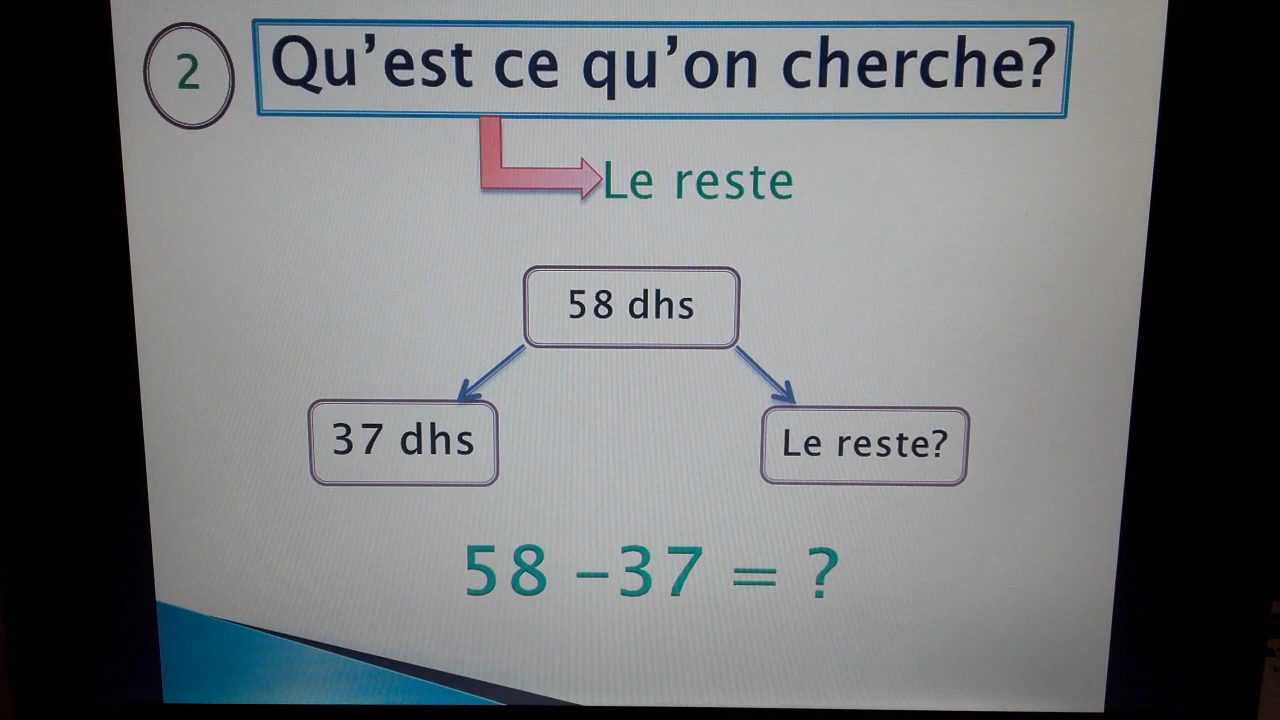 2
Qu'est ce qu'on cherche?
Le reste
58 dhs
37 dhs
Le reste?
58 –37 = ?